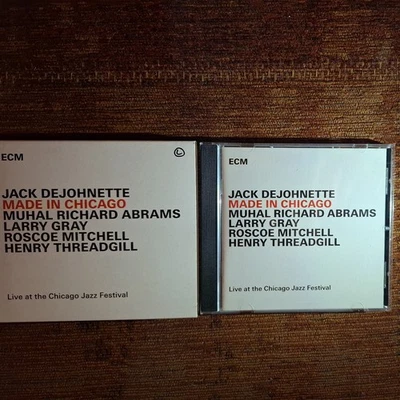 ECM
JACK DEJOHNETTE
MADE IN CHICAGO
MUHAL RICHARD ABRAMS
LARRY GRAY
ROSCOE MITCHELL
HENRY THREADGILL
Live at the Chicago Jazz Festival
ECM
JACK DEJOHNETTE
MADE IN CHICAGO
MUHAL RICHARD ABRAMS
LARRY GRAY
ROSCOE MITCHELL
HENRY THREADGILL
Live at the Chicago Jazz Festival